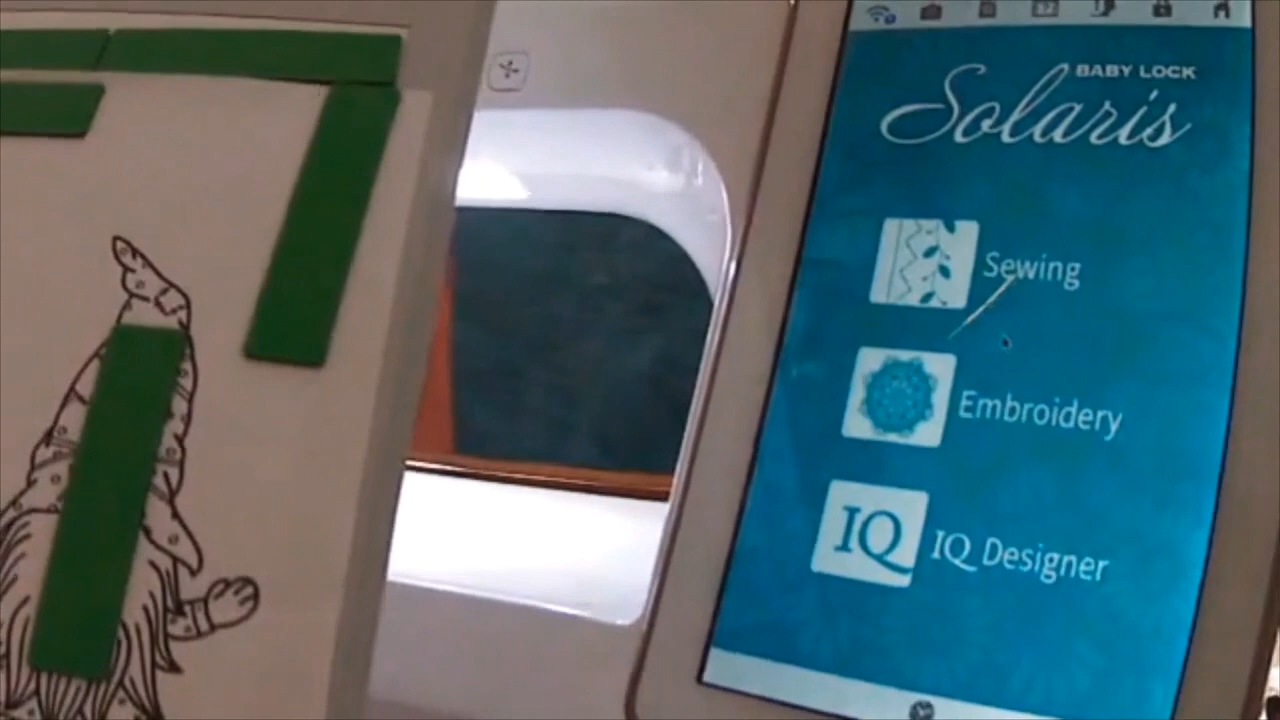 BABY LOCK
Solaris
Sewing
Embroidery
IQ
IQ Designer